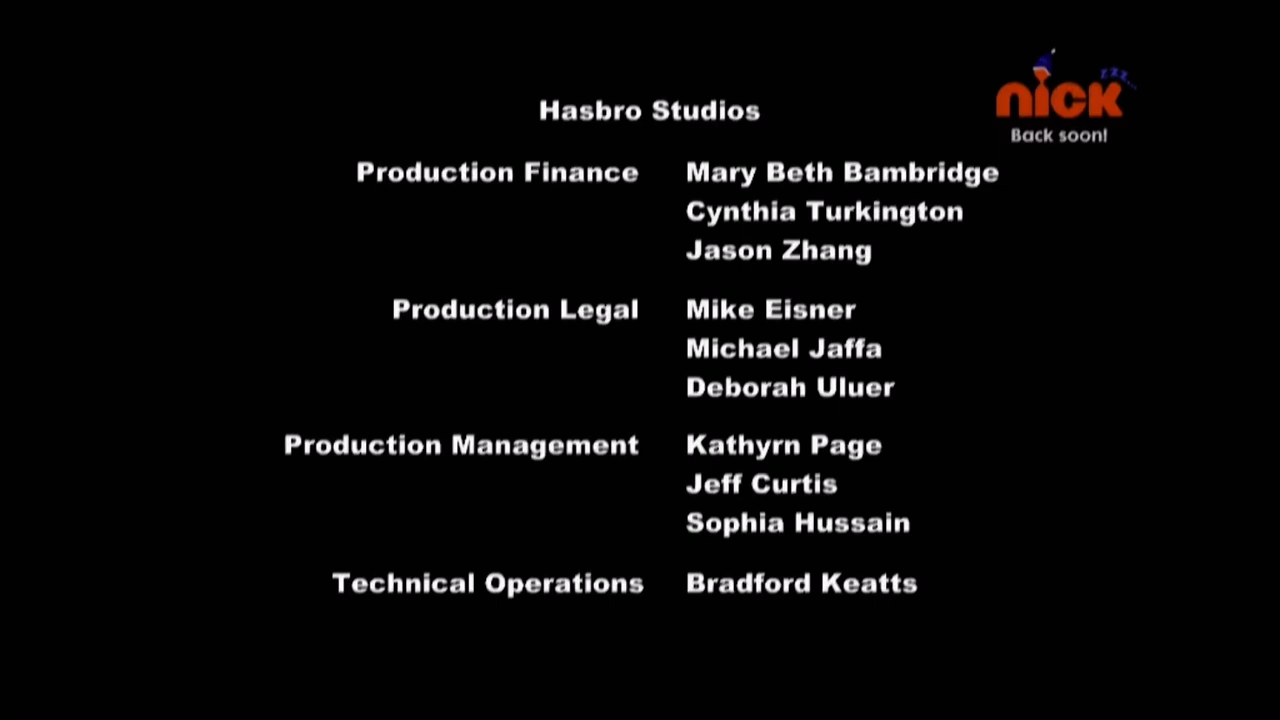 Hasbro Studios
zzz...
nick
Back soon!
Production Finance Mary Beth Bambridge
Cynthia Turkington
Jason Zhang
Production Legal Mike Eisner
Michael Jaffa
Deborah Uluer
Production Management Kathyrn Page
Jeff Curtis
Sophia Hussain
Technical Operations Bradford Keatts